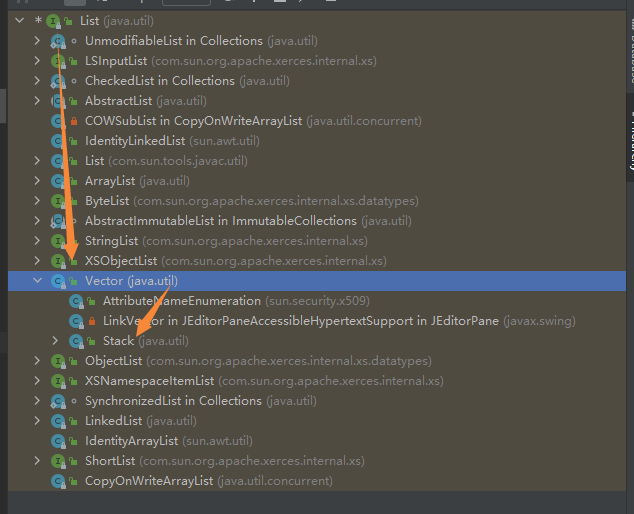 * List (java.util)
UnmodifiableList in Collections (java.util)
LSInputList (com.sun.org.apache.xerces.internal.xs)
CheckedList in Collections (java.util)
AbstractList (java.util)
COWSubList in CopyOnWriteArrayList (java.util.concurrent)
IdentityLinkedList (sun.awt.util)
List (com.sun.tools.javac.util)
ArrayList (java.util)
ByteList (com.sun.org.apache.xerces.internal.xs.datatypes)
AbstractImmutableList in ImmutableCollections (java.util)
StringList (com.sun.org.apache.xerces.internal.xs)
XSObjectList (com.sun.org.apache.xerces.internal.xs)
Vector (java.util)
AttributeNameEnumeration (sun.security.x509)
LinkVector in JEditorPaneAccessibleHypertextSupport in JEditorPane (javax.swing)
Stack (java.util)
ObjectList (com.sun.org.apache.xerces.internal.xs.datatypes)
XSNamespaceItemList (com.sun.org.apache.xerces.internal.xs)
SynchronizedList in Collections (java.util)
LinkedList (java.util)
IdentityArrayList (sun.awt.util)
ShortList (com.sun.org.apache.xerces.internal.xs)
CopyOnWriteArrayList (java.util.concurrent)